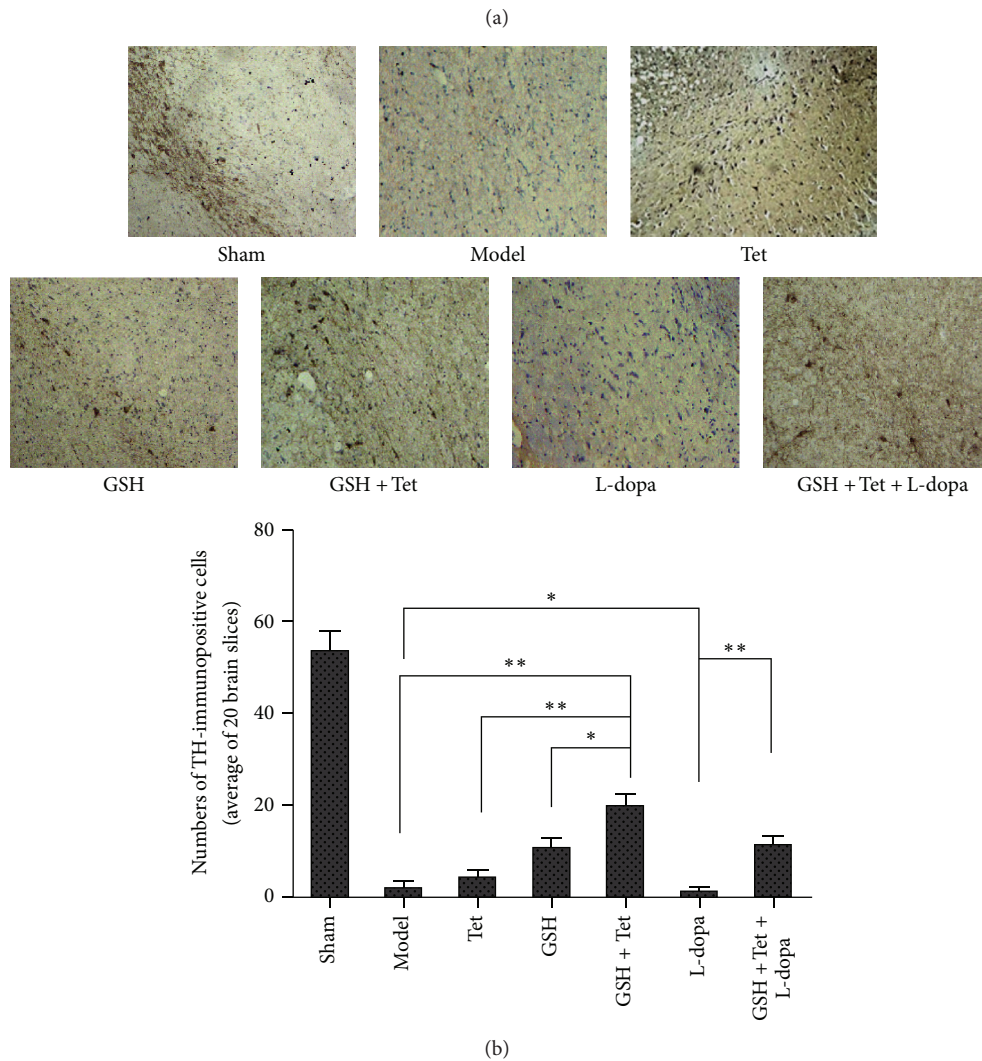 (a)
Sham Model Tet
GSH GSH + Tet L-dopa GSH + Tet + L-dopa
Numbers of TH-immunopositive cells
(average of 20 brain slices)
80
60
40
20
0
*
**
**
**
*
Sham
Model
Tet
GSH
GSH + Tet
L-dopa
GSH + Tet +
L-dopa
(b)